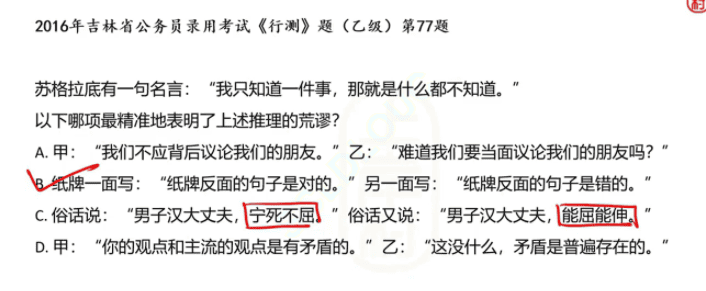 2016年吉林省公务员录用考试《行测》题（乙级）第77题
苏格拉底有一句名言：“我只知道一件事，那就是什么都不知道。”
以下哪项最精准地表明了上述推理的荒谬？
A. 甲：“我们不应背后议论我们的朋友。”乙：“难道我们要当面议论我们的朋友吗？”
B. 纸牌一面写：“纸牌反面的句子是对的。”另一面写：“纸牌反面的句子是错的。”
C. 俗话说：“男子汉大丈夫，宁死不屈。”俗话又说：“男子汉大丈夫，能屈能伸。”
D. 甲：“你的观点和主流的观点是有矛盾的。”乙：“这没什么，矛盾是普遍存在的。”